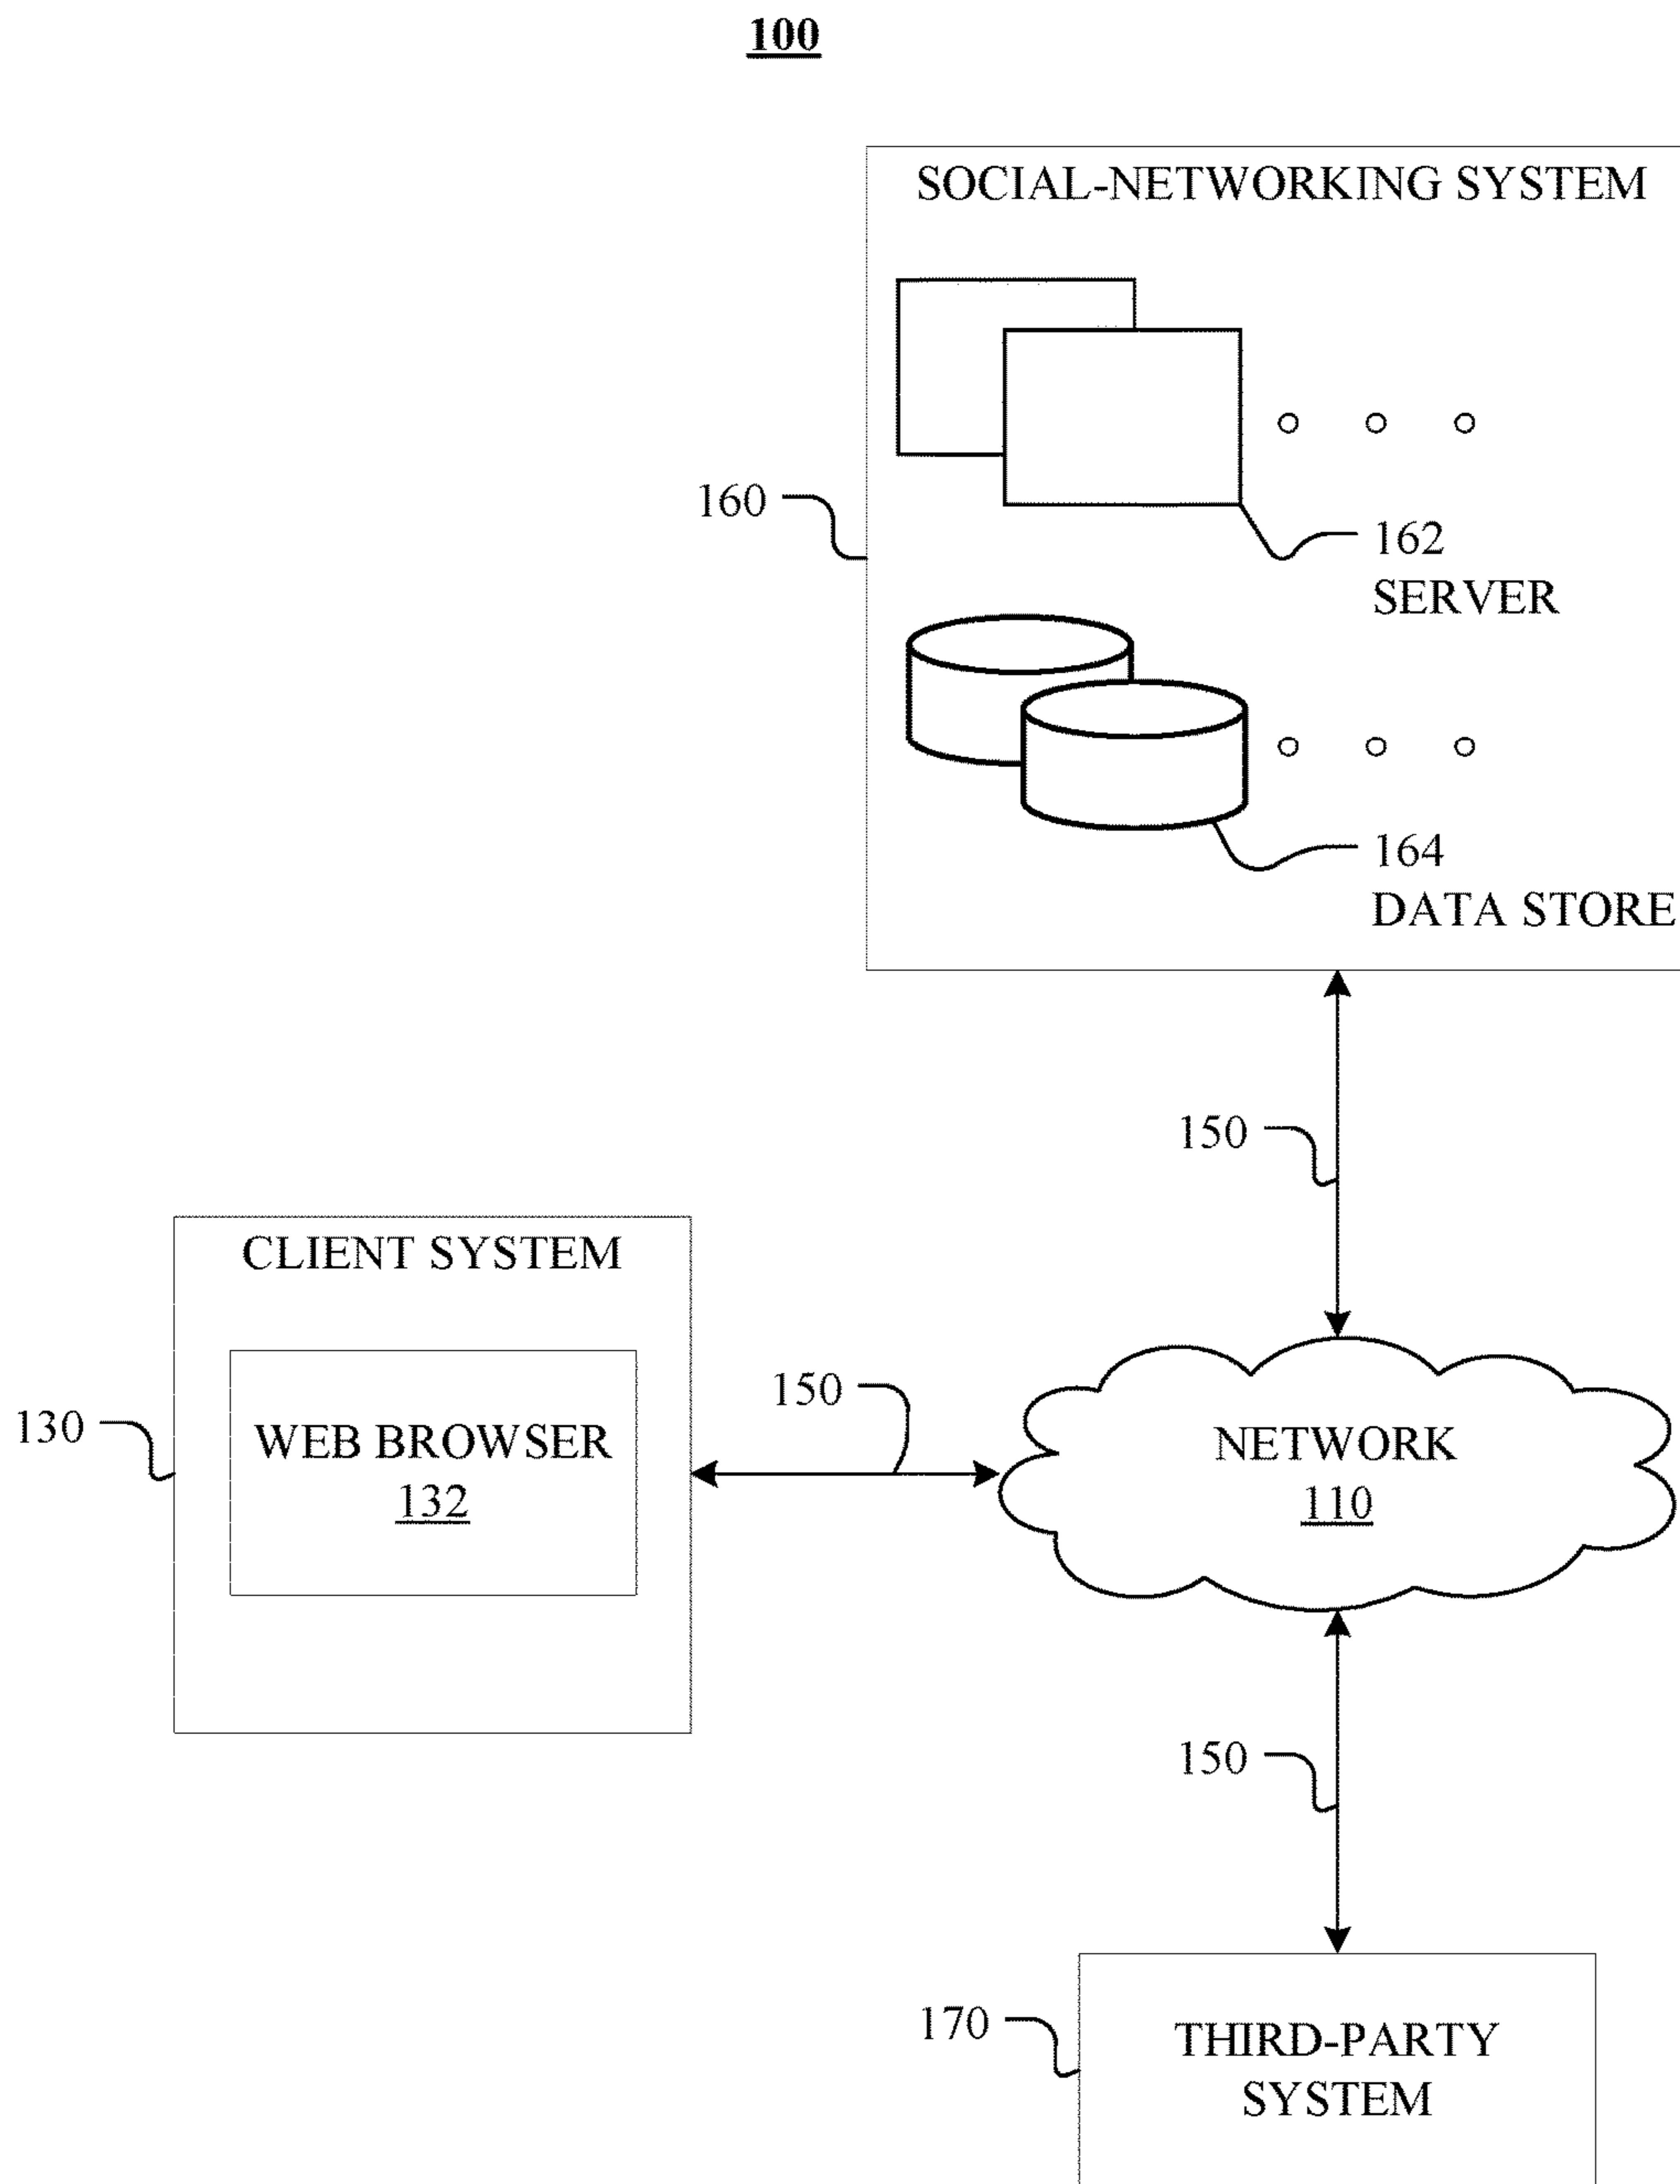 100
SOCIAL-NETWORKING SYSTEM
160
162
SERVER
164
DATA STORE
150
CLIENT SYSTEM
130
WEB BROWSER
132
150
NETWORK
110
150
170
THIRD-PARTY
SYSTEM